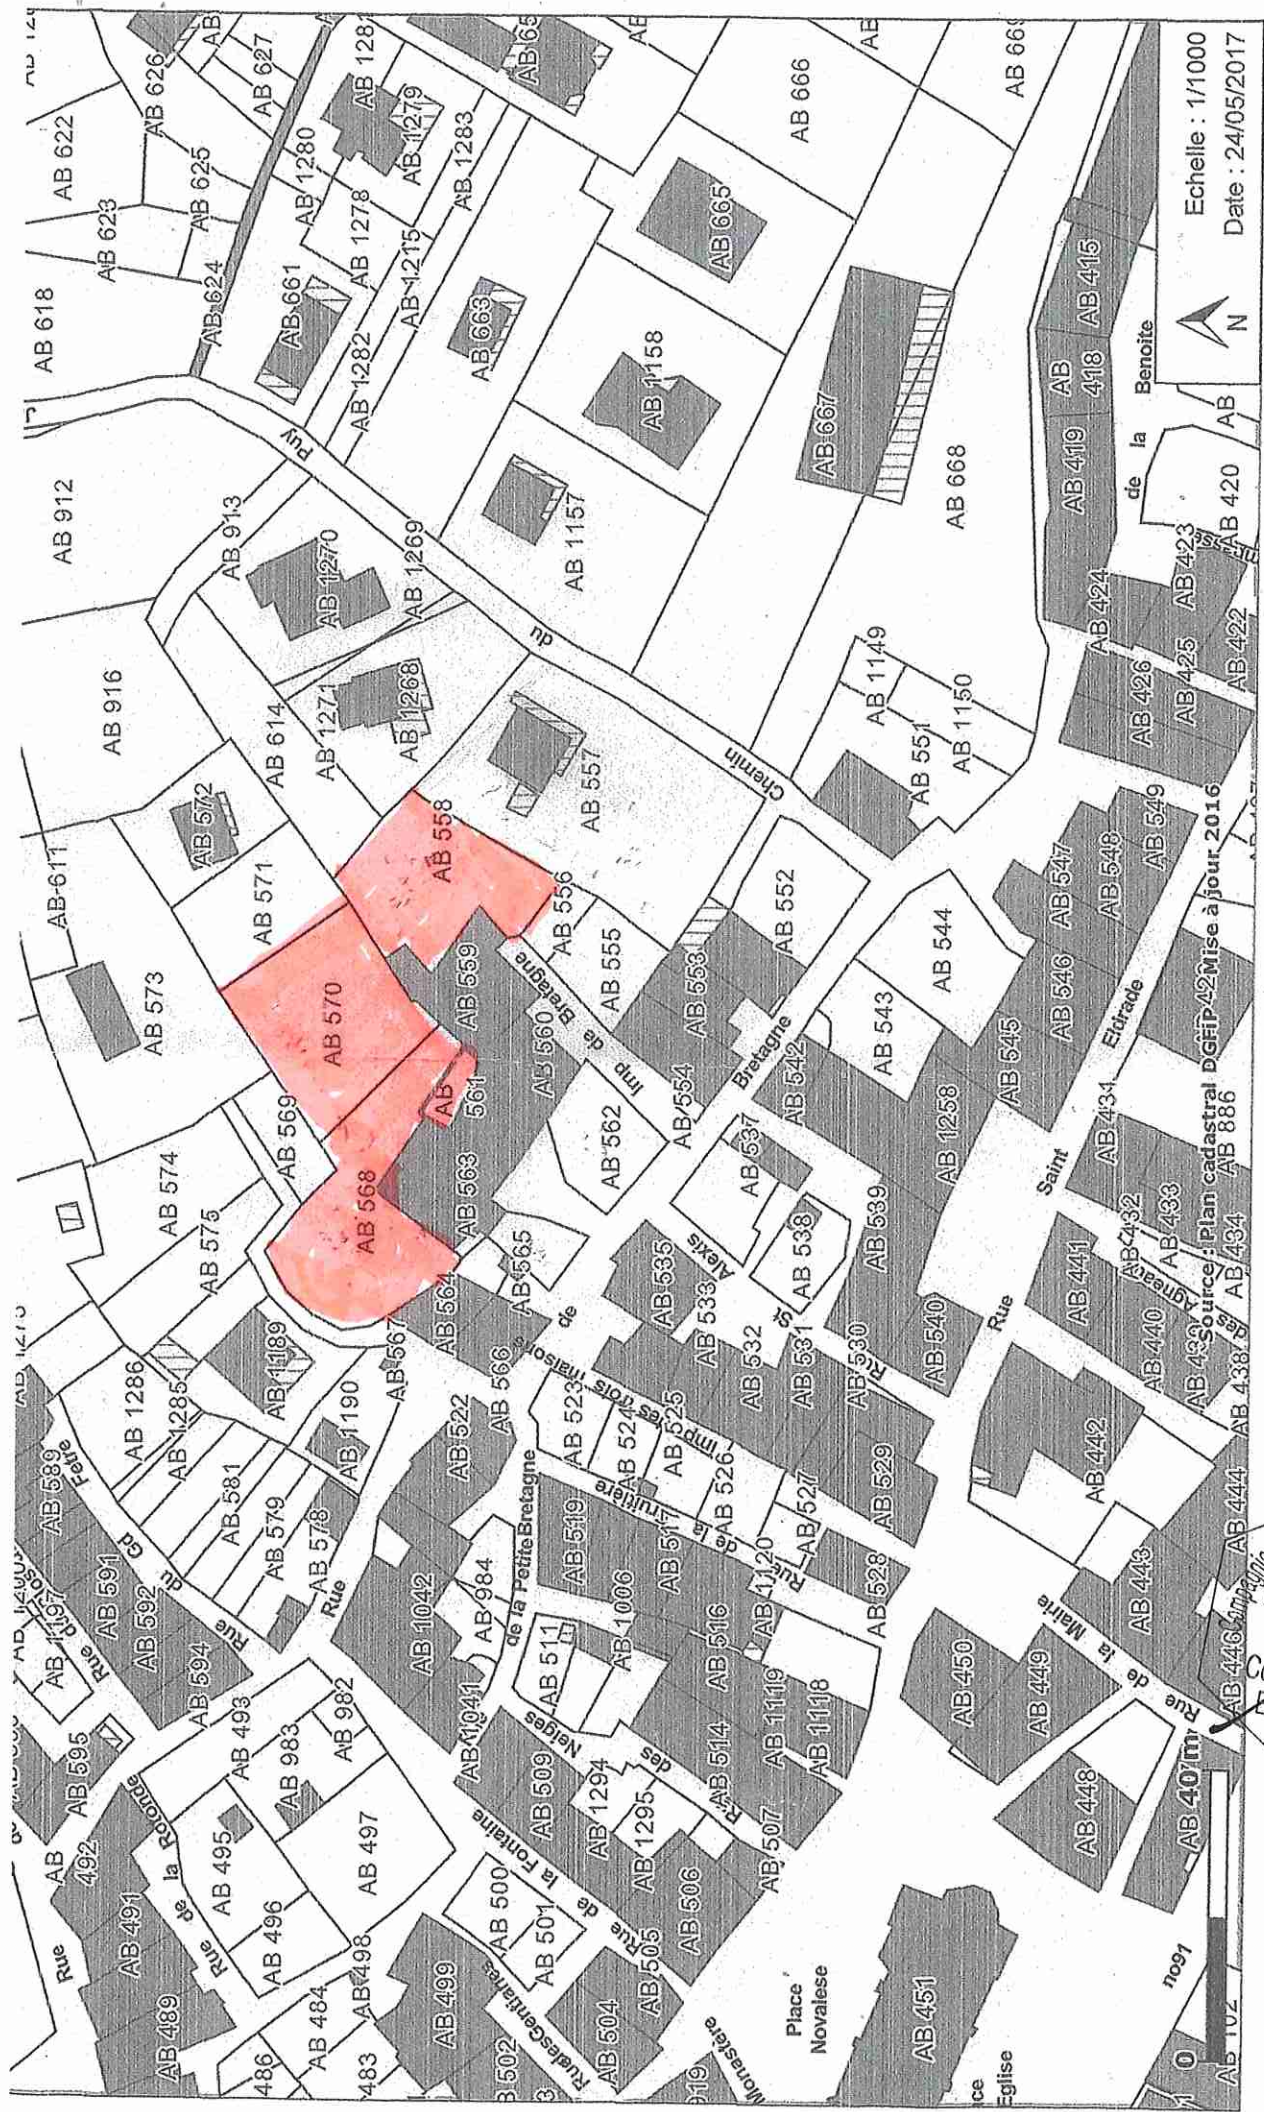 AB 622
AB 626
AB 627
AB 623
AB 625
AB 618
AB 624
AB 1280
AB 1279
AB 1278
AB 1283
AB 661
AB 1215
AB 1282
AB 663
AB 665
AB 666
AB 1158
AB 667
AB 668
AB 912
AB 913
AB 1270
AB 1269
AB 1157
Puy
du
Chemin
AB 916
AB 614
AB 1271
AB 1268
AB 557
AB 1149
AB 1150
AB 551
AB 611
AB 572
AB 571
AB 573
AB 558
AB 556
AB 555
AB 570
AB 559
AB 560
AB 561
AB 553
AB 552
AB 554
Imp de Bretagne
Bretagne
AB 574
AB 569
AB 575
AB 568
AB 563
AB 562
AB 564
AB 565
AB 566
AB 567
AB 544
AB 543
AB 542
AB 545
AB 546
AB 547
AB 548
AB 549
AB 1258
AB 537
AB 538
AB 539
AB 540
AB 535
AB 533
AB 532
AB 531
AB 530
Alexis
St
de
AB 1286
AB 1285
AB 1189
AB 1190
AB 581
AB 579
AB 578
AB 522
AB 523
AB 524
AB 526
AB 527
AB 529
AB 528
AB 519
AB 517
AB 1120
AB 516
AB 1006
AB 1119
AB 1118
AB 514
AB 511
AB 984
AB 1042
AB 1041
de la Petite Bretagne
Rue de la Fruitière
AB 589
AB 591
AB 592
AB 594
AB 595
AB 1197
Rue du Gd Fetre
Rue
AB 493
AB 983
AB 982
AB 495
AB 496
AB 497
AB 498
AB 499
AB 500
AB 501
AB 502
AB 504
AB 505
AB 506
AB 507
AB 509
AB 1294
AB 1295
AB 492
AB 491
AB 489
AB 484
Rue
Rue de la Rotonde
Rue de la Fontaine
Neiges
des
Monastère
Place Novalese
AB 451
Eglise
no91
AB 450
AB 449
AB 448
AB 446
AB 444
AB 443
AB 442
AB 441
AB 440
AB 438
AB 434
AB 433
AB 432
AB 431
AB 886
Rue de la Mairie
Rue
Saint
Eldrade
AB 415
AB 418
AB 419
AB 420
AB 422
AB 423
AB 424
AB 425
AB 426
de la Benoite
0
40 m
Source : Plan cadastral DGFiP42 Mise à jour 2016
N
Echelle : 1/1000
Date : 24/05/2017